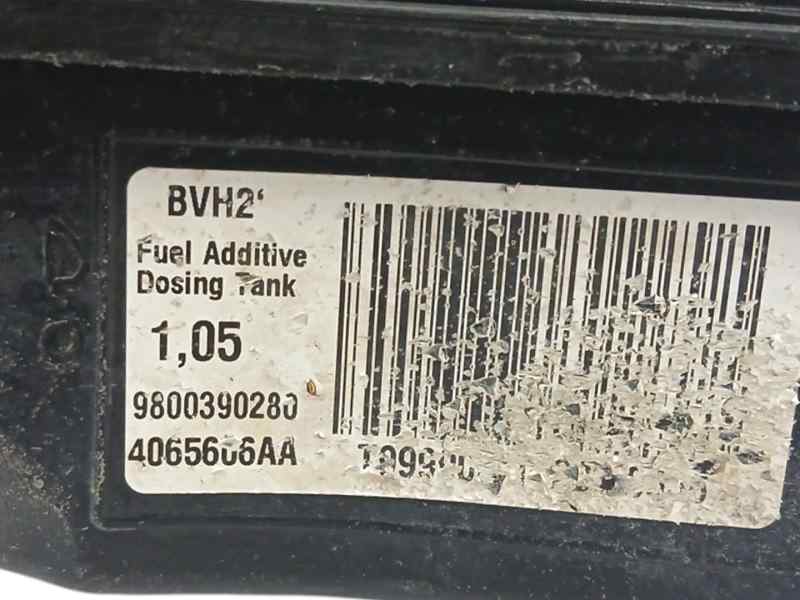 BVH2'
Fuel Additive
Dosing Tank
1,05
9800390280
4065606AA